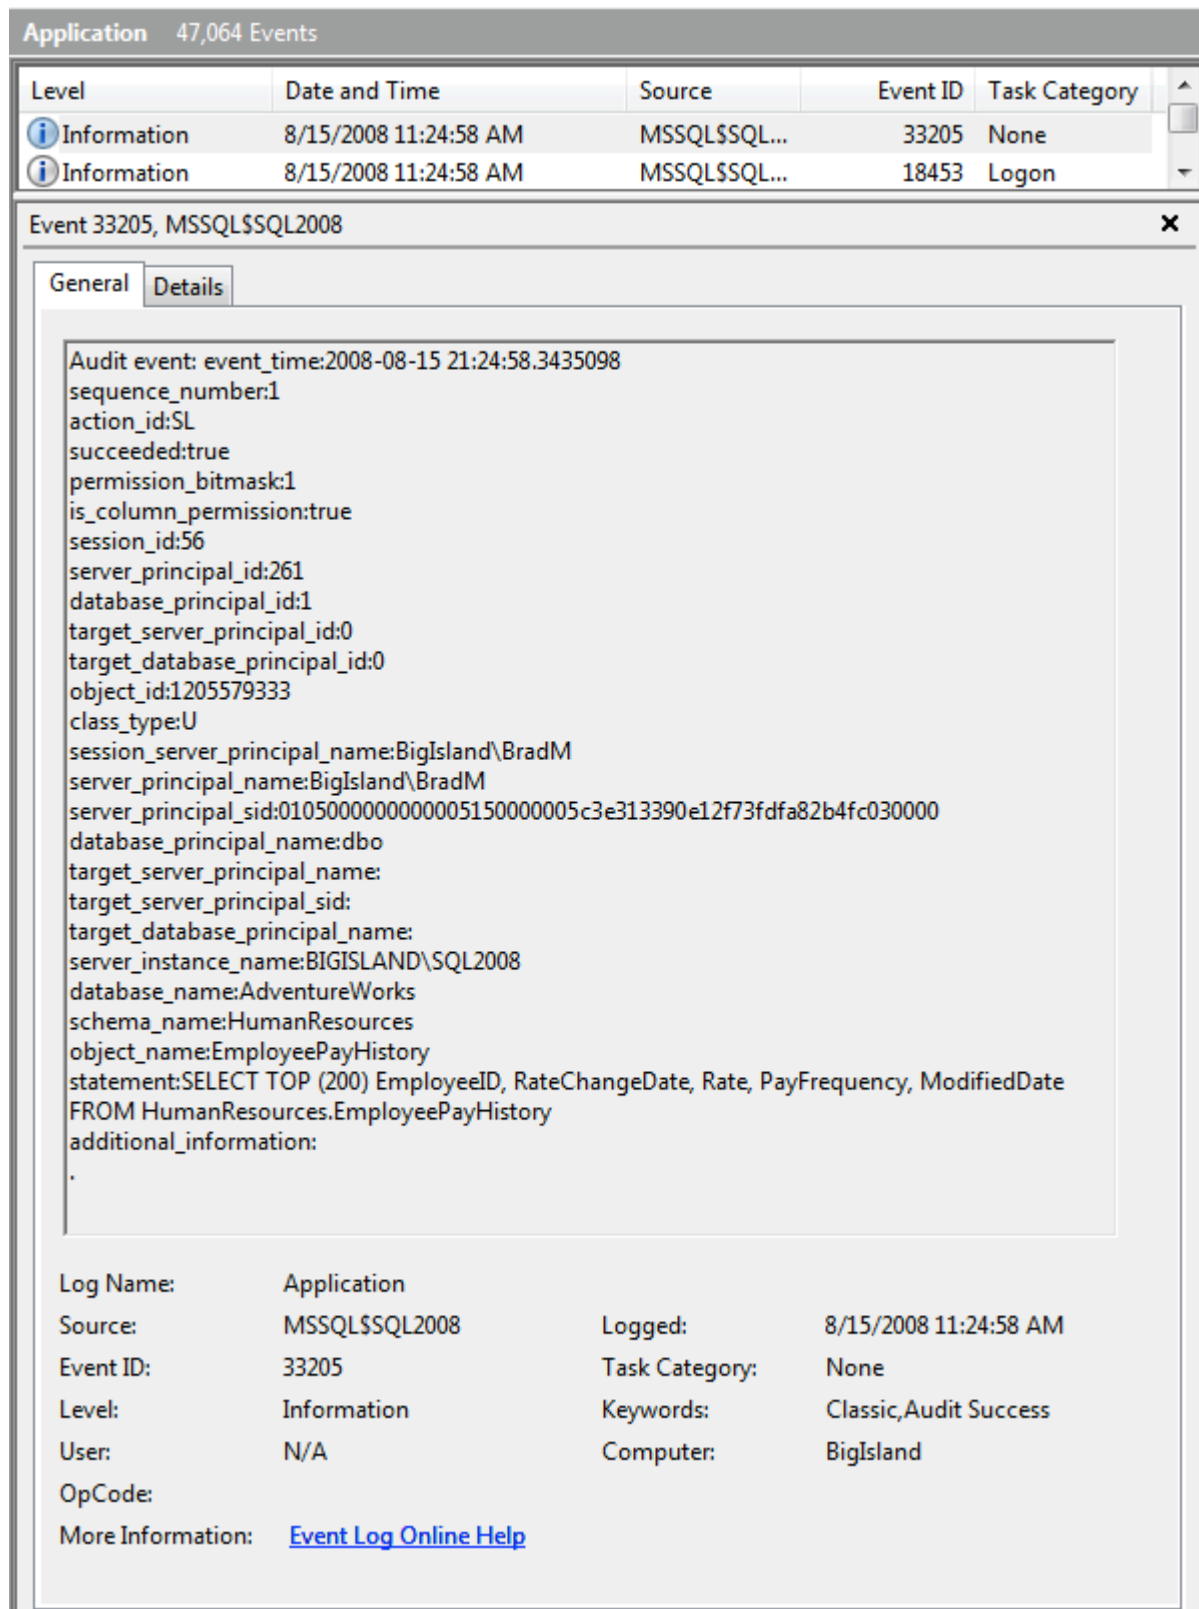 Application 47,064 Events
Level Date and Time Source Event ID Task Category
Information 8/15/2008 11:24:58 AM MSSQL$SQL... 33205 None
Information 8/15/2008 11:24:58 AM MSSQL$SQL... 18453 Logon
Event 33205, MSSQL$SQL2008
General Details
Audit event: event_time:2008-08-15 21:24:58.3435098
sequence_number:1
action_id:SL
succeeded:true
permission_bitmask:1
is_column_permission:true
session_id:56
server_principal_id:261
database_principal_id:1
target_server_principal_id:0
target_database_principal_id:0
object_id:1205579333
class_type:U
session_server_principal_name:BigIsland\BradM
server_principal_name:BigIsland\BradM
server_principal_sid:0105000000000005150000005c3e313390e12f73fdfa82b4fc030000
database_principal_name:dbo
target_server_principal_name:
target_server_principal_sid:
target_database_principal_name:
server_instance_name:BIGISLAND\SQL2008
database_name:AdventureWorks
schema_name:HumanResources
object_name:EmployeePayHistory
statement:SELECT TOP (200) EmployeeID, RateChangeDate, Rate, PayFrequency, ModifiedDate
FROM HumanResources.EmployeePayHistory
additional_information:
.
Log Name: Application
Source: MSSQL$SQL2008 Logged: 8/15/2008 11:24:58 AM
Event ID: 33205 Task Category: None
Level: Information Keywords: Classic,Audit Success
User: N/A Computer: BigIsland
OpCode:
More Information: Event Log Online Help